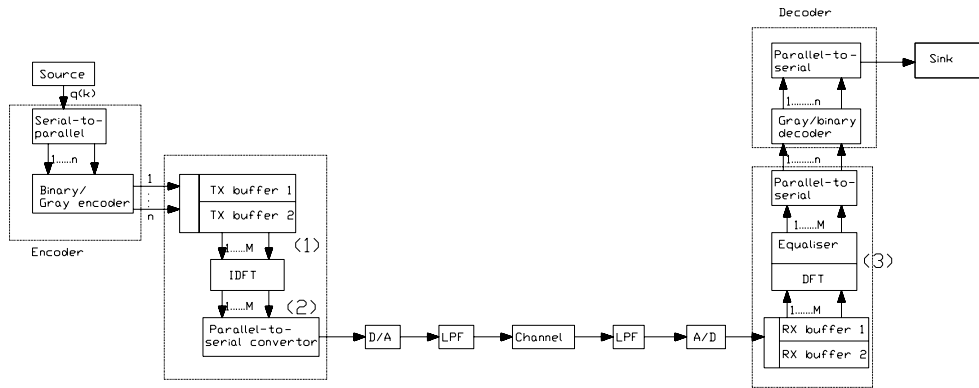 Source
q(k)
Serial-to-
parallel
1......n
Binary/
Gray encoder
Encoder
1
:
:
n
TX buffer 1
TX buffer 2
1......M
(1)
IDFT
1......M
(2)
Parallel-to-
serial convertor
D/A
LPF
Channel
LPF
A/D
RX buffer 1
RX buffer 2
1......M
DFT
Equaliser
(3)
1......M
Parallel-to-
serial
1.........n
Gray/binary
decoder
1.........n
Parallel-to-
serial
Decoder
Sink